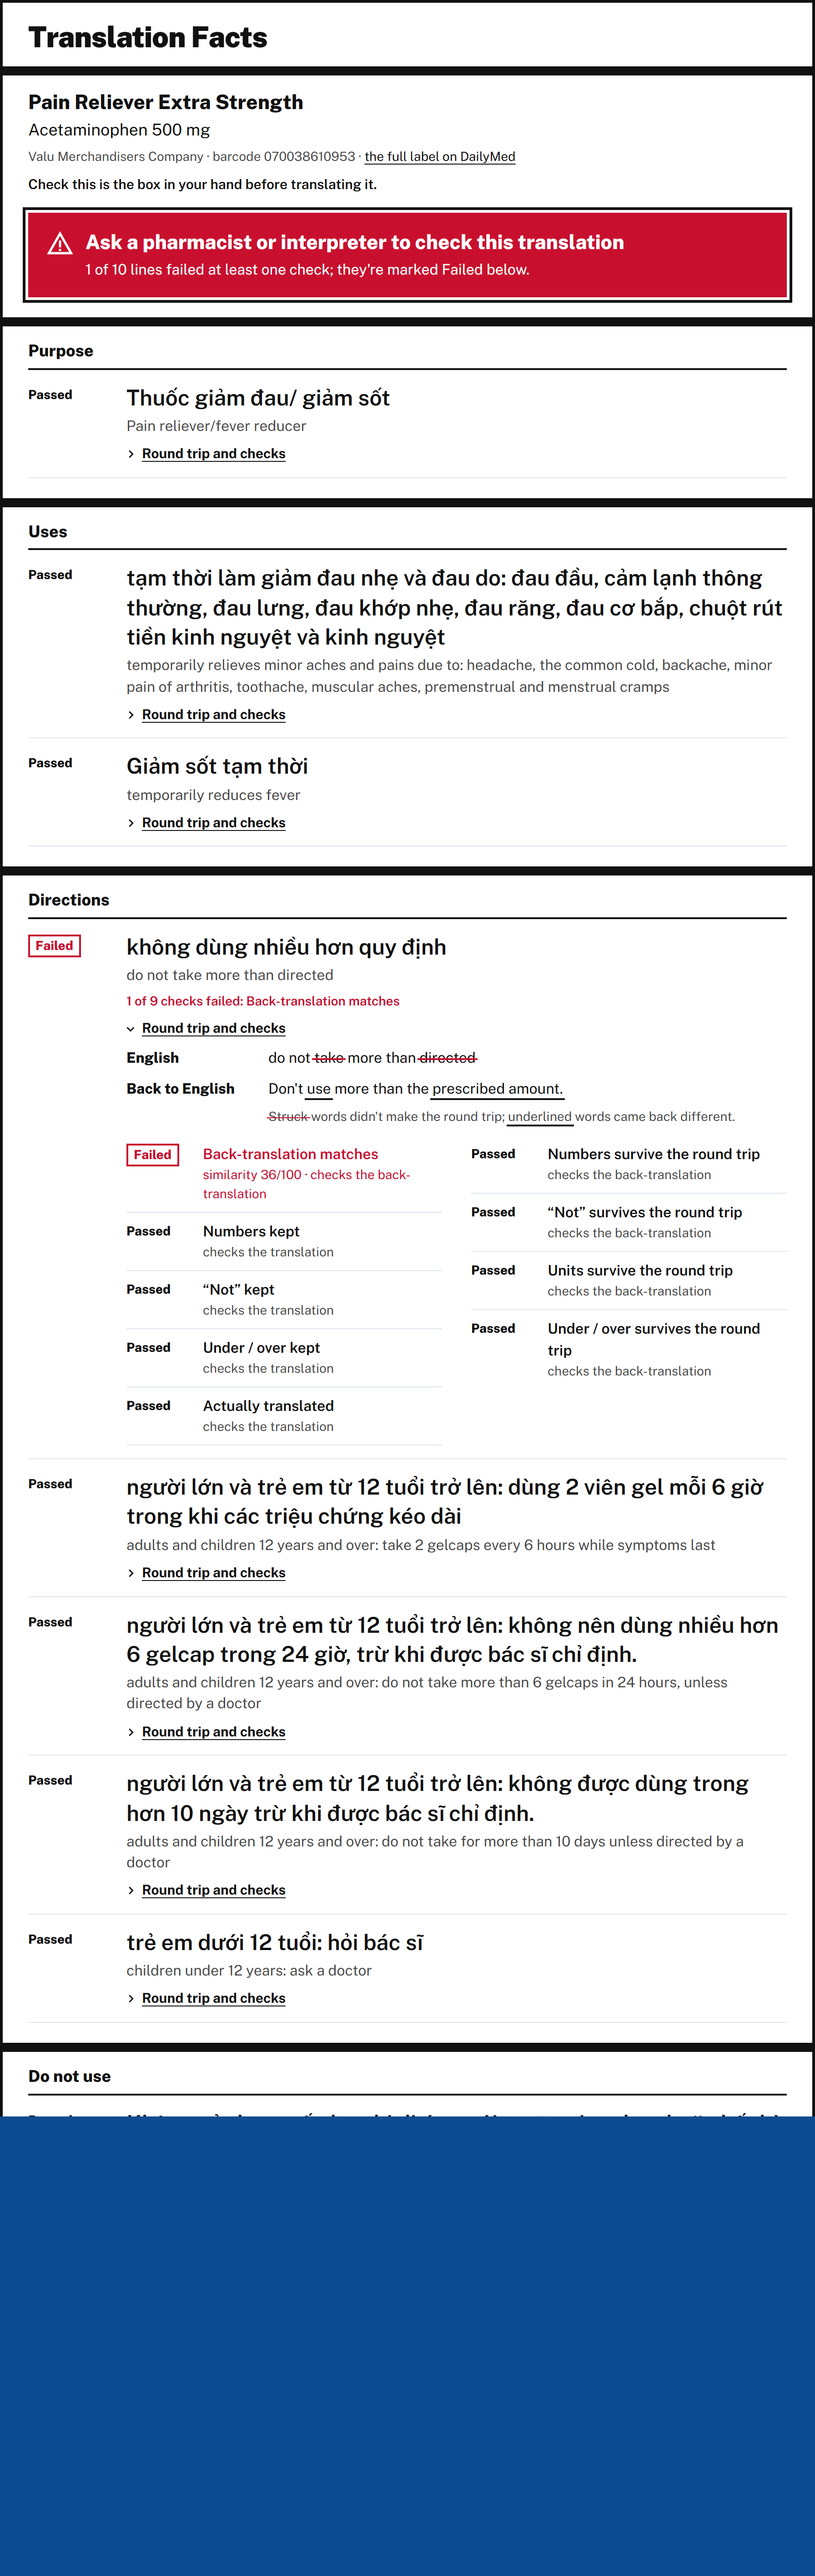 Translation Facts
Pain Reliever Extra Strength
Acetaminophen 500 mg
Valu Merchandisers Company · barcode 070038610953 · the full label on DailyMed
Check this is the box in your hand before translating it.
Ask a pharmacist or interpreter to check this translation
1 of 10 lines failed at least one check; they’re marked Failed below.
Purpose
Passed
Thuốc giảm đau/ giảm sốt
Pain reliever/fever reducer
Round trip and checks
Uses
Passed
tạm thời làm giảm đau nhẹ và đau do: đau đầu, cảm lạnh thông
thường, đau lưng, đau khớp nhẹ, đau răng, đau cơ bắp, chuột rút
tiền kinh nguyệt và kinh nguyệt
temporarily relieves minor aches and pains due to: headache, the common cold, backache, minor
pain of arthritis, toothache, muscular aches, premenstrual and menstrual cramps
Round trip and checks
Passed
Giảm sốt tạm thời
temporarily reduces fever
Round trip and checks
Directions
Failed
không dùng nhiều hơn quy định
do not take more than directed
1 of 9 checks failed: Back-translation matches
Round trip and checks
English
do not take more than directed
Back to English
Don't use more than the prescribed amount.
Struck words didn’t make the round trip; underlined words came back different.
Failed
Back-translation matches
similarity 36/100 · checks the back-
translation
Passed
Numbers kept
checks the translation
Passed
“Not” kept
checks the translation
Passed
Under / over kept
checks the translation
Passed
Actually translated
checks the translation
Passed
Numbers survive the round trip
checks the back-translation
Passed
“Not” survives the round trip
checks the back-translation
Passed
Units survive the round trip
checks the back-translation
Passed
Under / over survives the round
trip
checks the back-translation
Passed
người lớn và trẻ em từ 12 tuổi trở lên: dùng 2 viên gel mỗi 6 giờ
trong khi các triệu chứng kéo dài
adults and children 12 years and over: take 2 gelcaps every 6 hours while symptoms last
Round trip and checks
Passed
người lớn và trẻ em từ 12 tuổi trở lên: không nên dùng nhiều hơn
6 gelcap trong 24 giờ, trừ khi được bác sĩ chỉ định.
adults and children 12 years and over: do not take more than 6 gelcaps in 24 hours, unless
directed by a doctor
Round trip and checks
Passed
người lớn và trẻ em từ 12 tuổi trở lên: không được dùng trong
hơn 10 ngày trừ khi được bác sĩ chỉ định.
adults and children 12 years and over: do not take for more than 10 days unless directed by a
doctor
Round trip and checks
Passed
trẻ em dưới 12 tuổi: hỏi bác sĩ
children under 12 years: ask a doctor
Round trip and checks
Do not use